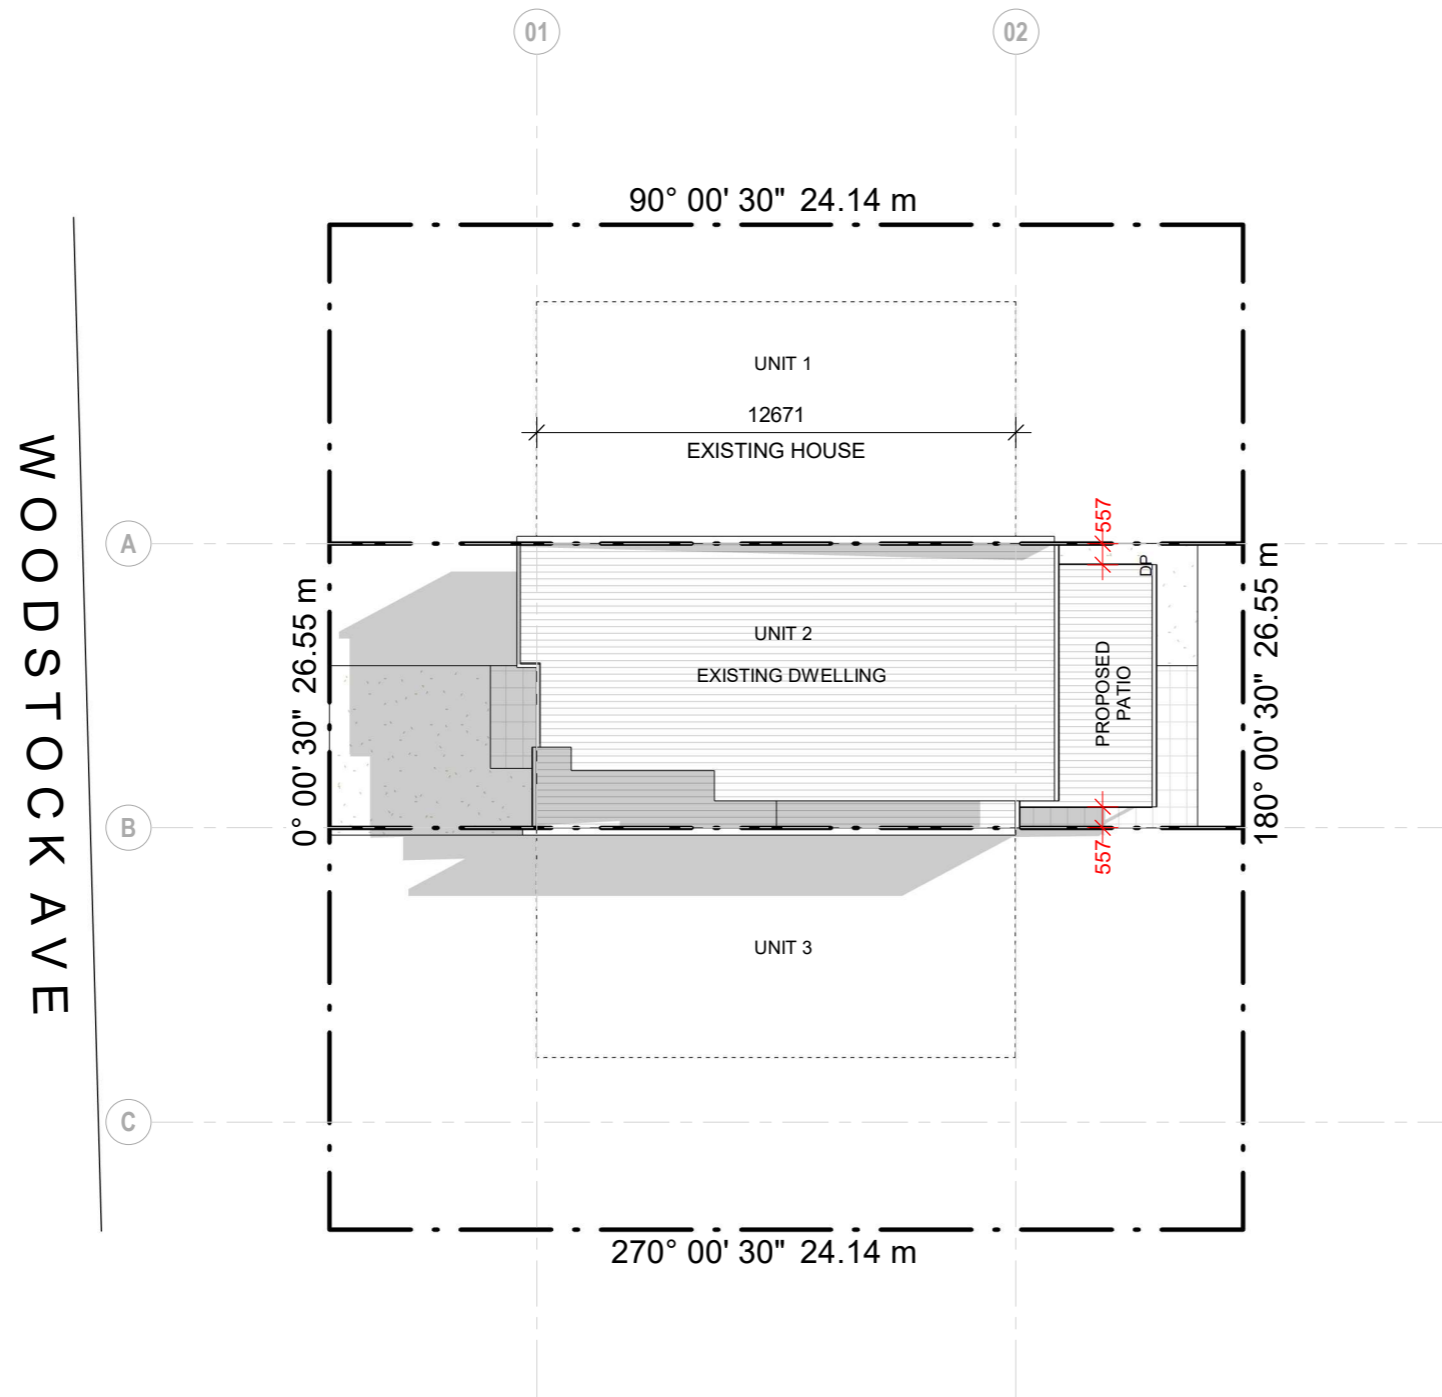 01
02
90° 00' 30" 24.14 m
UNIT 1
12671
EXISTING HOUSE
WOODSTOCK AVE
A
557
DP
0° 00' 30" 26.55 m
UNIT 2
EXISTING DWELLING
PROPOSED
PATIO
180° 00' 30" 26.55 m
B
557
UNIT 3
C
270° 00' 30" 24.14 m